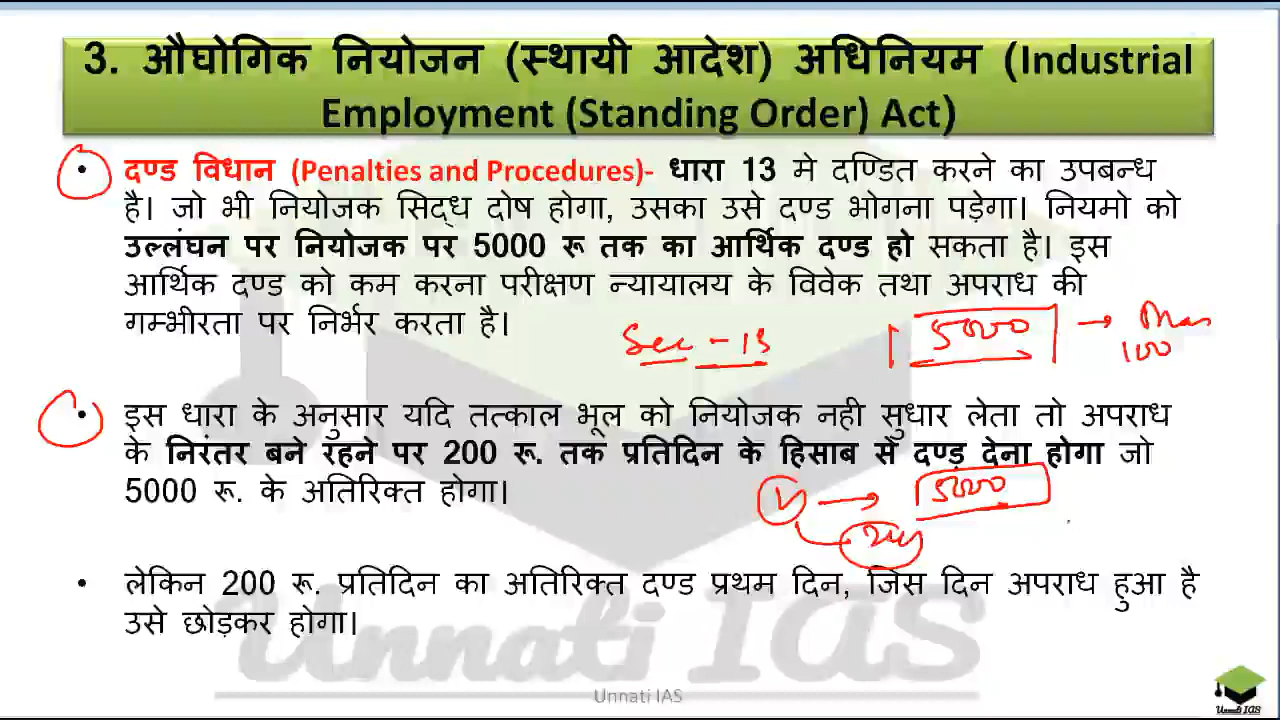 3. औघोगिक नियोजन (स्थायी आदेश) अधिनियम (Industrial
Employment (Standing Order) Act)
• दण्ड विधान (Penalties and Procedures)- धारा 13 मे दण्डित करने का उपबन्ध
है। जो भी नियोजक सिद्ध दोष होगा, उसका उसे दण्ड भोगना पड़ेगा। नियमो को
उल्लंघन पर नियोजक पर 5000 रू तक का आर्थिक दण्ड हो सकता है। इस
आर्थिक दण्ड को कम करना परीक्षण न्यायालय के विवेक तथा अपराध की
गम्भीरता पर निर्भर करता है।
Sec - 13
5000 →
100
• इस धारा के अनुसार यदि तत्काल भूल को नियोजक नही सुधार लेता तो अपराध
के निरंतर बने रहने पर 200 रू. तक प्रतिदिन के हिसाब से दण्ड़ देना होगा जो
5000 रू. के अतिरिक्त होगा।
→ 5000
• लेकिन 200 रू. प्रतिदिन का अतिरिक्त दण्ड प्रथम दिन, जिस दिन अपराध हुआ है
उसे छोड़कर होगा।
Unnati IAS
Unnati IAS
Unnati IAS